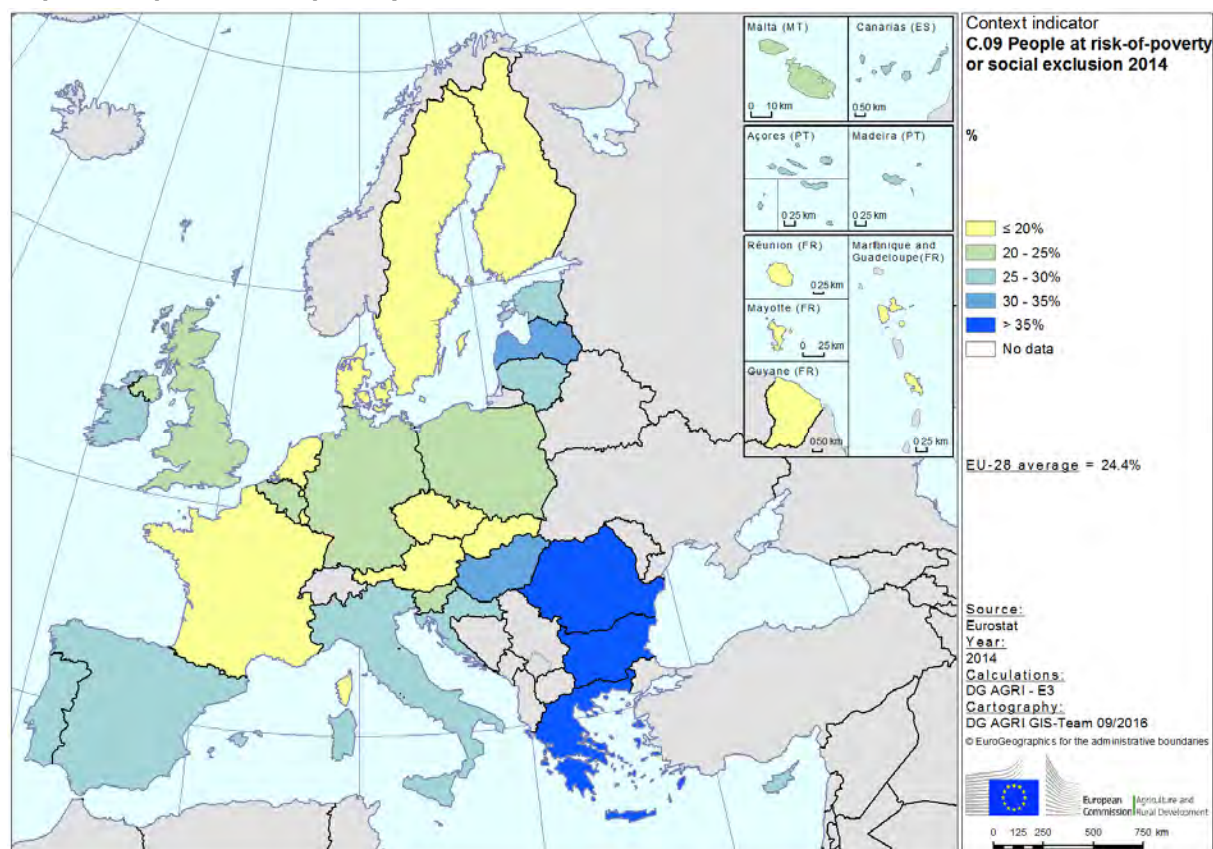 Malta (MT)
0 10 km
Canarias (ES)
0 50 km
Açores (PT)
0 25 km
Madeira (PT)
0 25 km
Réunion (FR)
0 25 km
Martinique and
Guadeloupe(FR)
0 25 km
Mayotte (FR)
0 25 km
Guyane (FR)
0 50 km
Context indicator
C.09 People at risk-of-poverty
or social exclusion 2014
%
≤ 20%
20 - 25%
25 - 30%
30 - 35%
> 35%
No data
EU-28 average = 24.4%
Source:
Eurostat
Year:
2014
Calculations:
DG AGRI - E3
Cartography:
DG AGRI GIS-Team 09/2016
© EuroGeographics for the administrative boundaries
European
Commission
Agriculture and
Rural Development
0 125 250 500 750 km